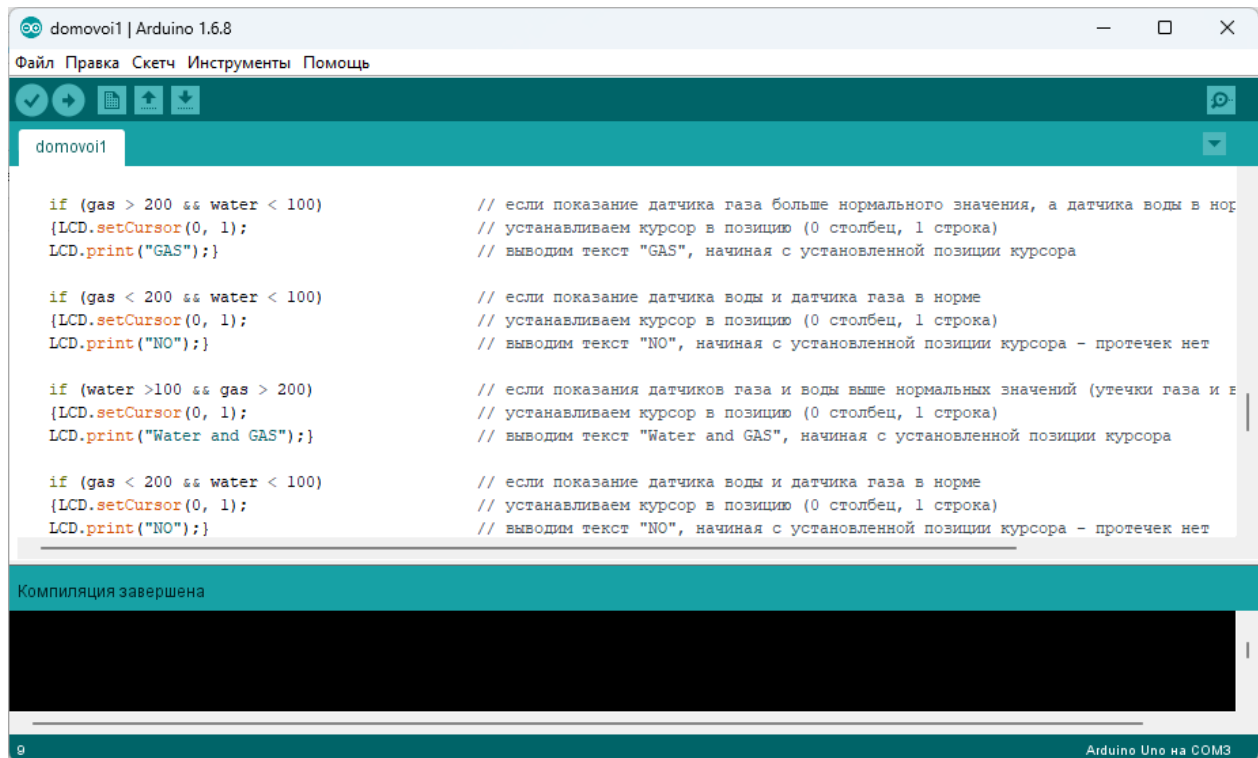 domovoi1 | Arduino 1.6.8
Файл Правка Скетч Инструменты Помощь
domovoi1
if (gas > 200 && water < 100) // если показание датчика газа больше нормального значения, а датчика воды в нор
{LCD.setCursor(0, 1); // устанавливаем курсор в позицию (0 столбец, 1 строка)
LCD.print("GAS");} // выводим текст "GAS", начиная с установленной позиции курсора
if (gas < 200 && water < 100) // если показание датчика воды и датчика газа в норме
{LCD.setCursor(0, 1); // устанавливаем курсор в позицию (0 столбец, 1 строка)
LCD.print("NO");} // выводим текст "NO", начиная с установленной позиции курсора - протечек нет
if (water >100 && gas > 200) // если показания датчиков газа и воды выше нормальных значений (утечки газа и в
{LCD.setCursor(0, 1); // устанавливаем курсор в позицию (0 столбец, 1 строка)
LCD.print("Water and GAS");} // выводим текст "Water and GAS", начиная с установленной позиции курсора
if (gas < 200 && water < 100) // если показание датчика воды и датчика газа в норме
{LCD.setCursor(0, 1); // устанавливаем курсор в позицию (0 столбец, 1 строка)
LCD.print("NO");} // выводим текст "NO", начиная с установленной позиции курсора - протечек нет
Компиляция завершена
9 Arduino Uno на COM3